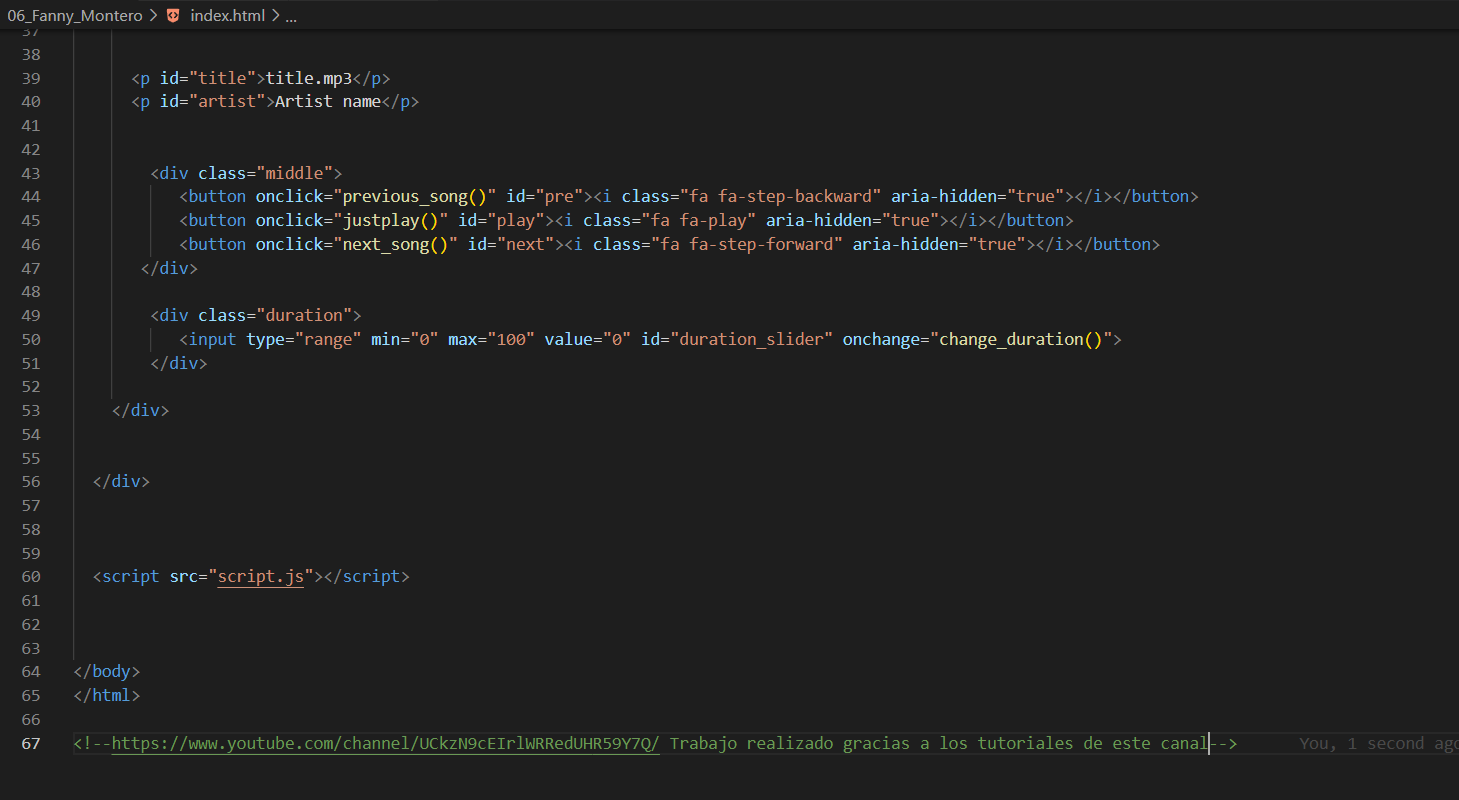 06_Fanny_Montero > index.html > ...
37
38
39 <p id="title">title.mp3</p>
40 <p id="artist">Artist name</p>
41
42
43 <div class="middle">
44 <button onclick="previous_song()" id="pre"><i class="fa fa-step-backward" aria-hidden="true"></i></button>
45 <button onclick="justplay()" id="play"><i class="fa fa-play" aria-hidden="true"></i></button>
46 <button onclick="next_song()" id="next"><i class="fa fa-step-forward" aria-hidden="true"></i></button>
47 </div>
48
49 <div class="duration">
50 <input type="range" min="0" max="100" value="0" id="duration_slider" onchange="change_duration()">
51 </div>
52
53 </div>
54
55
56 </div>
57
58
59
60 <script src="script.js"></script>
61
62
63
64 </body>
65 </html>
66
67 <!--https://www.youtube.com/channel/UCkzN9cEIrlWRRedUHR59Y7Q/ Trabajo realizado gracias a los tutoriales de este canal--> You, 1 second ago